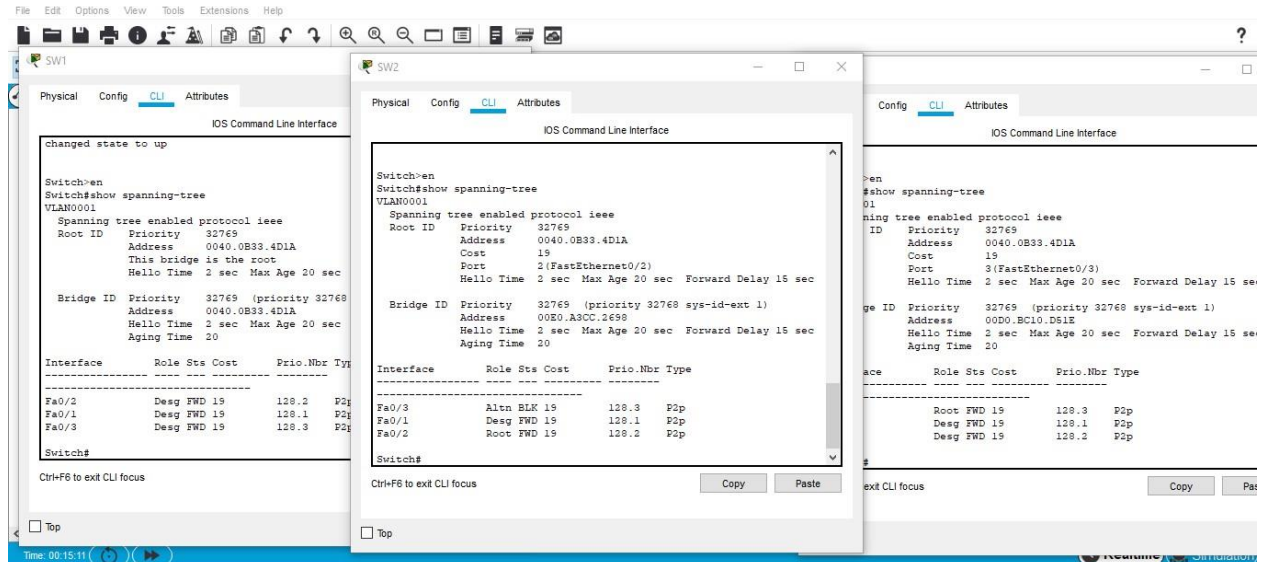 File Edit Options View Tools Extensions Help
?
SW1
Physical Config CLI Attributes
IOS Command Line Interface
changed state to up
Switch>en
Switch#show spanning-tree
VLAN0001
Spanning tree enabled protocol ieee
Root ID Priority 32769
Address 0040.0B33.4D1A
This bridge is the root
Hello Time 2 sec Max Age 20 sec
Bridge ID Priority 32769 (priority 32768
Address 0040.0B33.4D1A
Hello Time 2 sec Max Age 20 sec
Aging Time 20
Interface Role Sts Cost Prio.Nbr Typ
---------------- ---- --- --------- --------
--------------------------------
Fa0/2 Desg FWD 19 128.2 P2p
Fa0/1 Desg FWD 19 128.1 P2p
Fa0/3 Desg FWD 19 128.3 P2p
Switch#
Ctrl+F6 to exit CLI focus
Top
SW2
Physical Config CLI Attributes
IOS Command Line Interface
Switch>en
Switch#show spanning-tree
VLAN0001
Spanning tree enabled protocol ieee
Root ID Priority 32769
Address 0040.0B33.4D1A
Cost 19
Port 2(FastEthernet0/2)
Hello Time 2 sec Max Age 20 sec Forward Delay 15 sec
Bridge ID Priority 32769 (priority 32768 sys-id-ext 1)
Address 00E0.A3CC.2698
Hello Time 2 sec Max Age 20 sec Forward Delay 15 sec
Aging Time 20
Interface Role Sts Cost Prio.Nbr Type
---------------- ---- --- --------- --------
--------------------------------
Fa0/3 Altn BLK 19 128.3 P2p
Fa0/1 Desg FWD 19 128.1 P2p
Fa0/2 Root FWD 19 128.2 P2p
Switch#
Ctrl+F6 to exit CLI focus
Copy Paste
Top
Config CLI Attributes
IOS Command Line Interface
>en
#show spanning-tree
01
ning tree enabled protocol ieee
ID Priority 32769
Address 0040.0B33.4D1A
Cost 19
Port 3(FastEthernet0/3)
Hello Time 2 sec Max Age 20 sec Forward Delay 15 se
ge ID Priority 32769 (priority 32768 sys-id-ext 1)
Address 00D0.BC10.D51E
Hello Time 2 sec Max Age 20 sec Forward Delay 15 se
Aging Time 20
ace Role Sts Cost Prio.Nbr Type
---------- ---- --- --------- --------
--------------------------
Root FWD 19 128.3 P2p
Desg FWD 19 128.1 P2p
Desg FWD 19 128.2 P2p
#
exit CLI focus
Copy Pas
Time: 00:15:11
Realtime Simulation